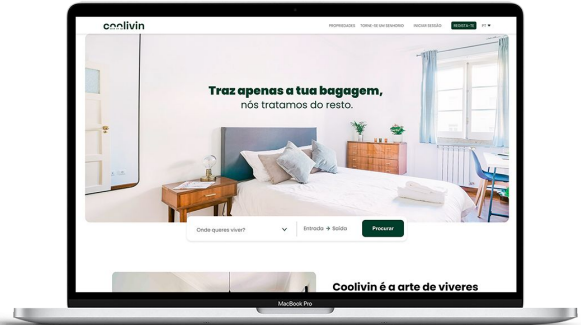 coolivin
PROPRIEDADES TORNE-SE UM SENHORIO INICIAR SESSÃO REGISTA-TE PT
Traz apenas a tua bagagem,
nós tratamos do resto.
Onde queres viver? Entrada → Saída Procurar
Coolivin é a arte de viveres
MacBook Pro